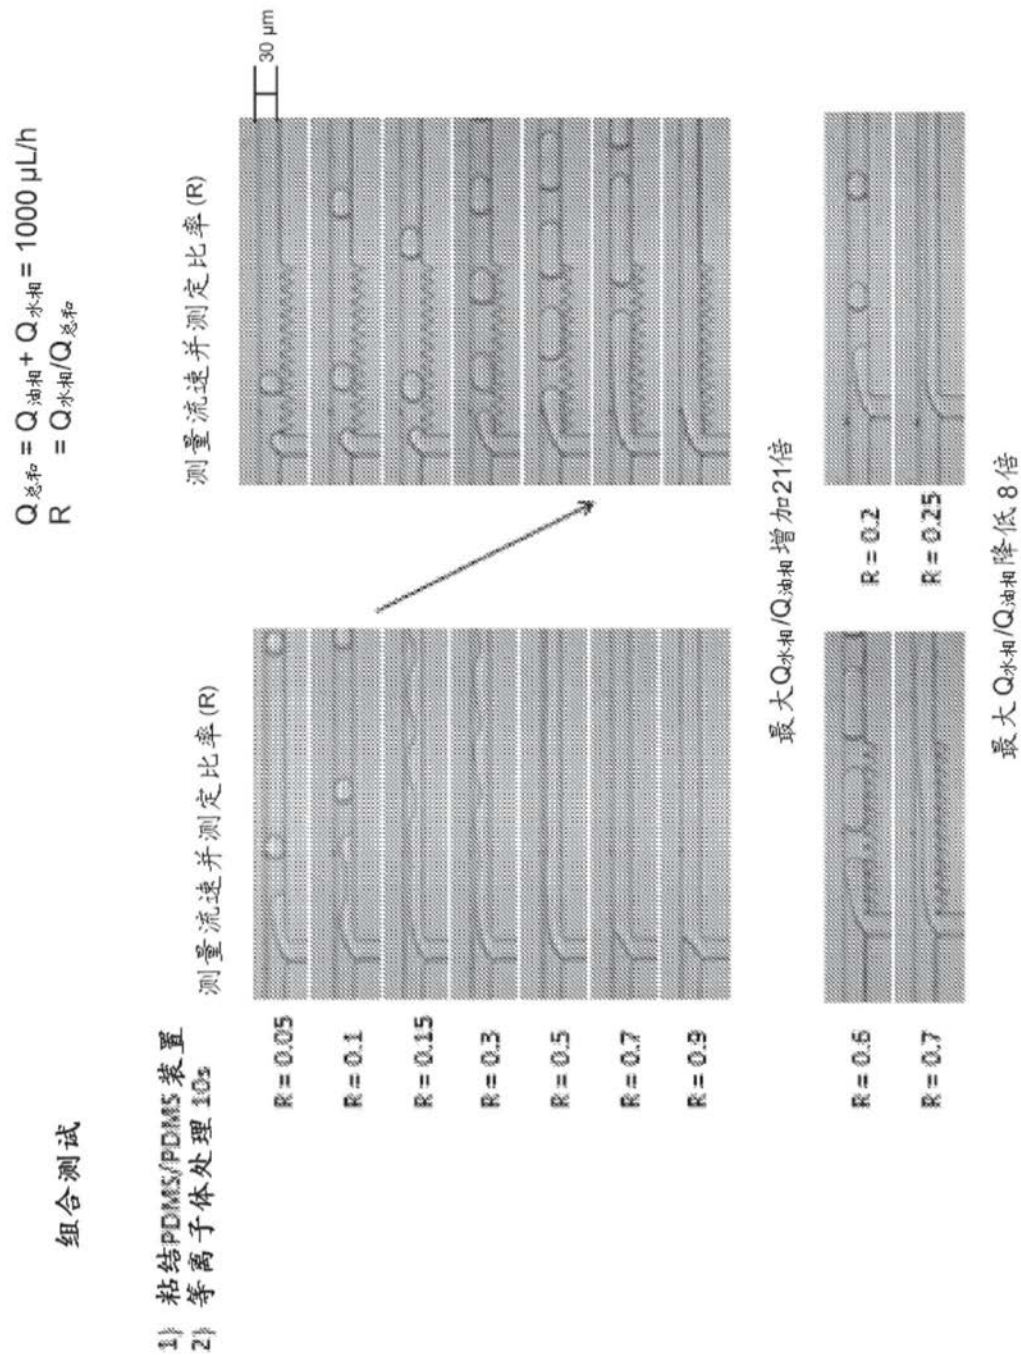 组合测试
Q总和 = Q油相 + Q水相 = 1000 μL/h
R = Q水相/Q总和
1) 粘结PDMS/PDMS 装置
2) 等离子体处理 10s
测量流速并测定比率(R)
测量流速并测定比率(R)
30 μm
R = 0.05
R = 0.1
R = 0.15
R = 0.3
R = 0.5
R = 0.7
R = 0.9
最大Q水相/Q油相 增加21倍
R = 0.6
R = 0.7
R = 0.2
R = 0.25
最大 Q水相/Q油相 降低 8 倍